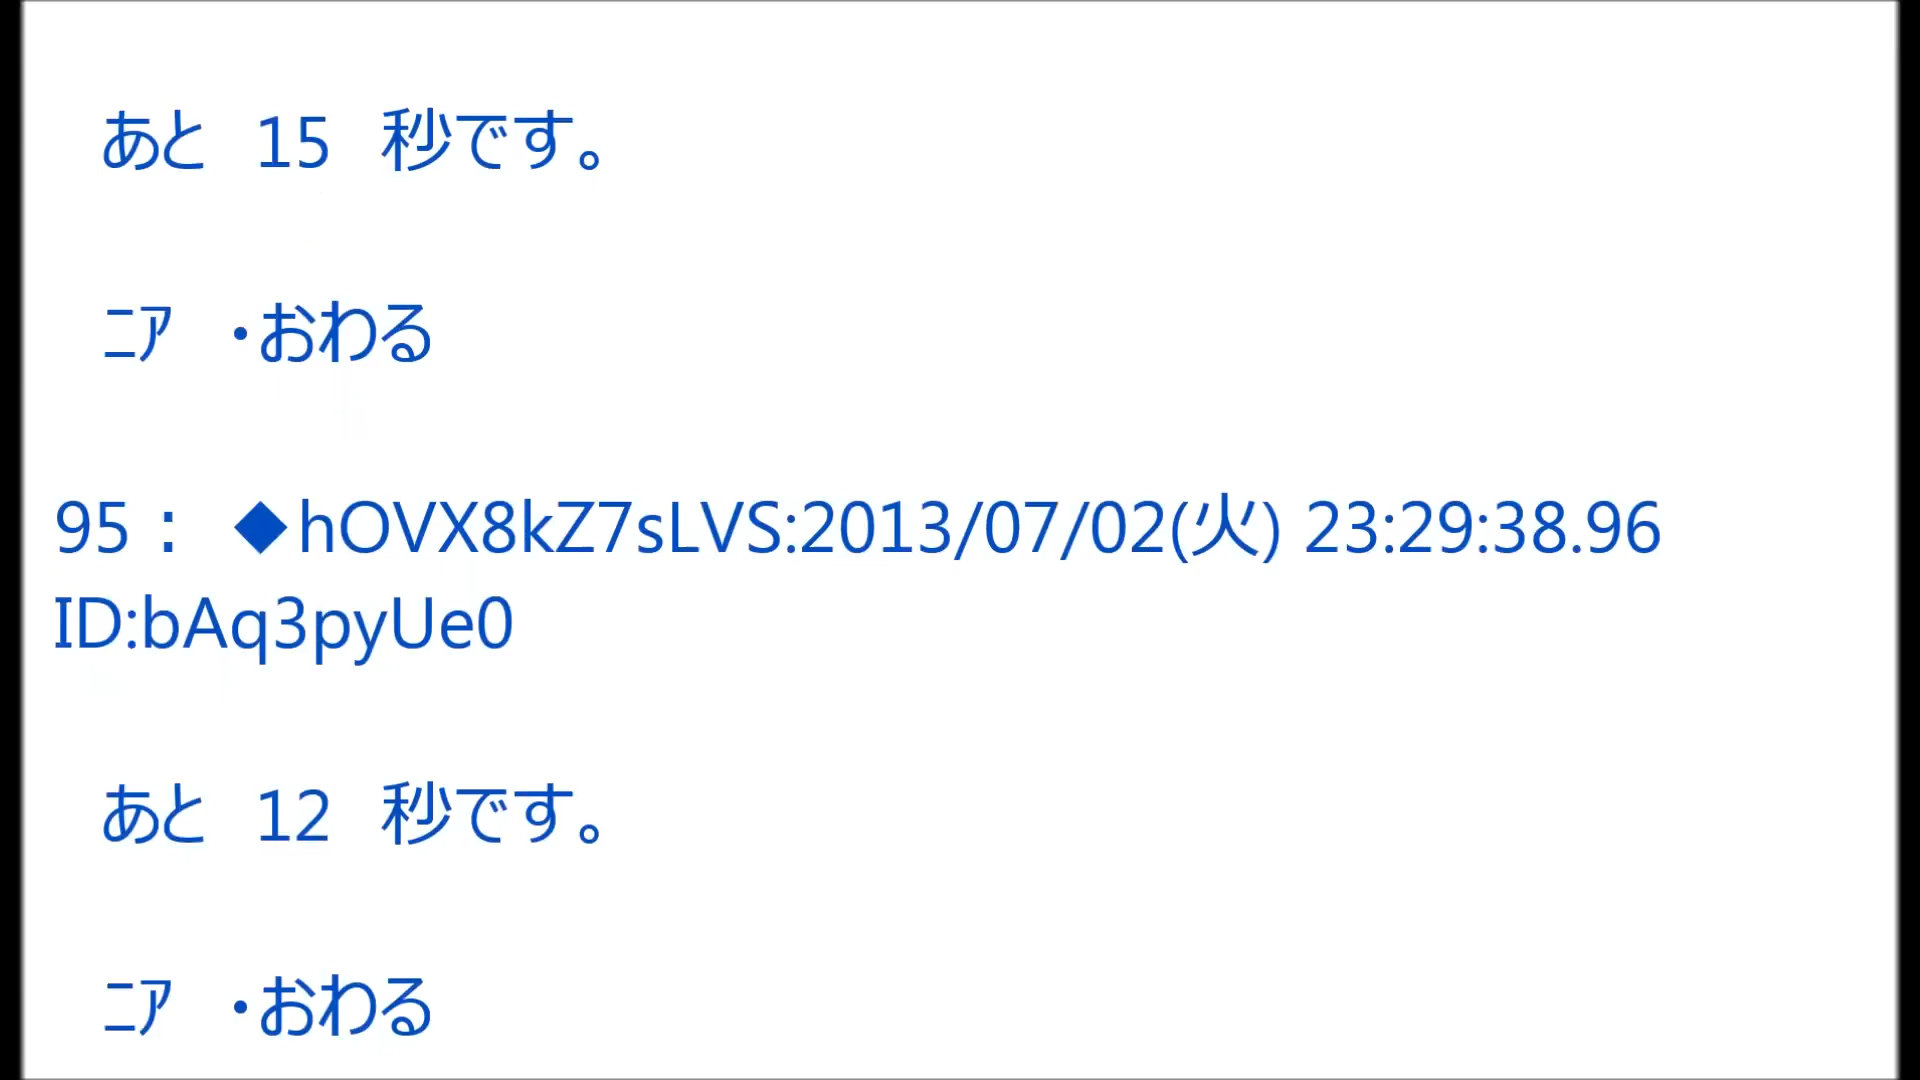 あと　15　秒です。
ﾆｱ　・おわる
95 :　◆hOVX8kZ7sLVS:2013/07/02(火) 23:29:38.96
ID:bAq3pyUe0
あと　12　秒です。
ﾆｱ　・おわる